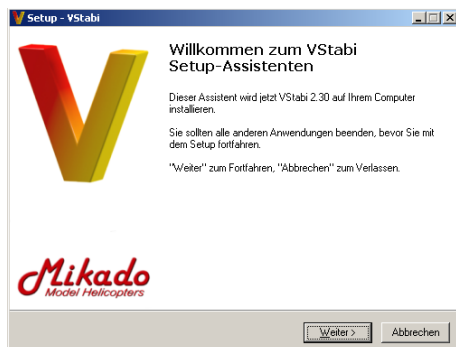 Setup - VStabi
Willkommen zum VStabi
Setup-Assistenten
Dieser Assistent wird jetzt VStabi 2.30 auf Ihrem Computer
installieren.
Sie sollten alle anderen Anwendungen beenden, bevor Sie mit
dem Setup fortfahren.
"Weiter" zum Fortfahren, "Abbrechen" zum Verlassen.
V
Mikado
Model Helicopters
Weiter >
Abbrechen